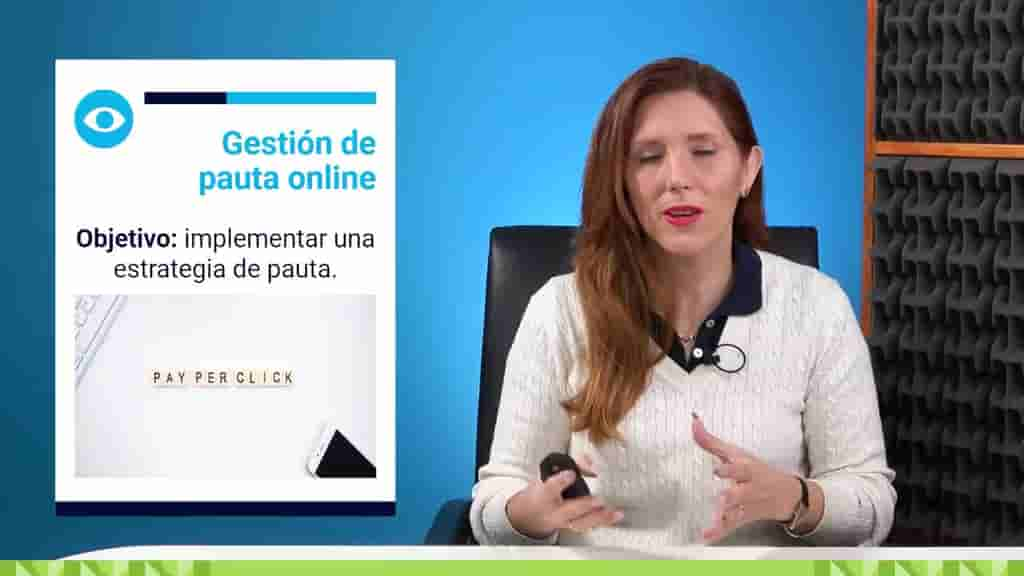 Gestión de
pauta online
Objetivo: implementar una
estrategia de pauta.
PAY PER CLICK